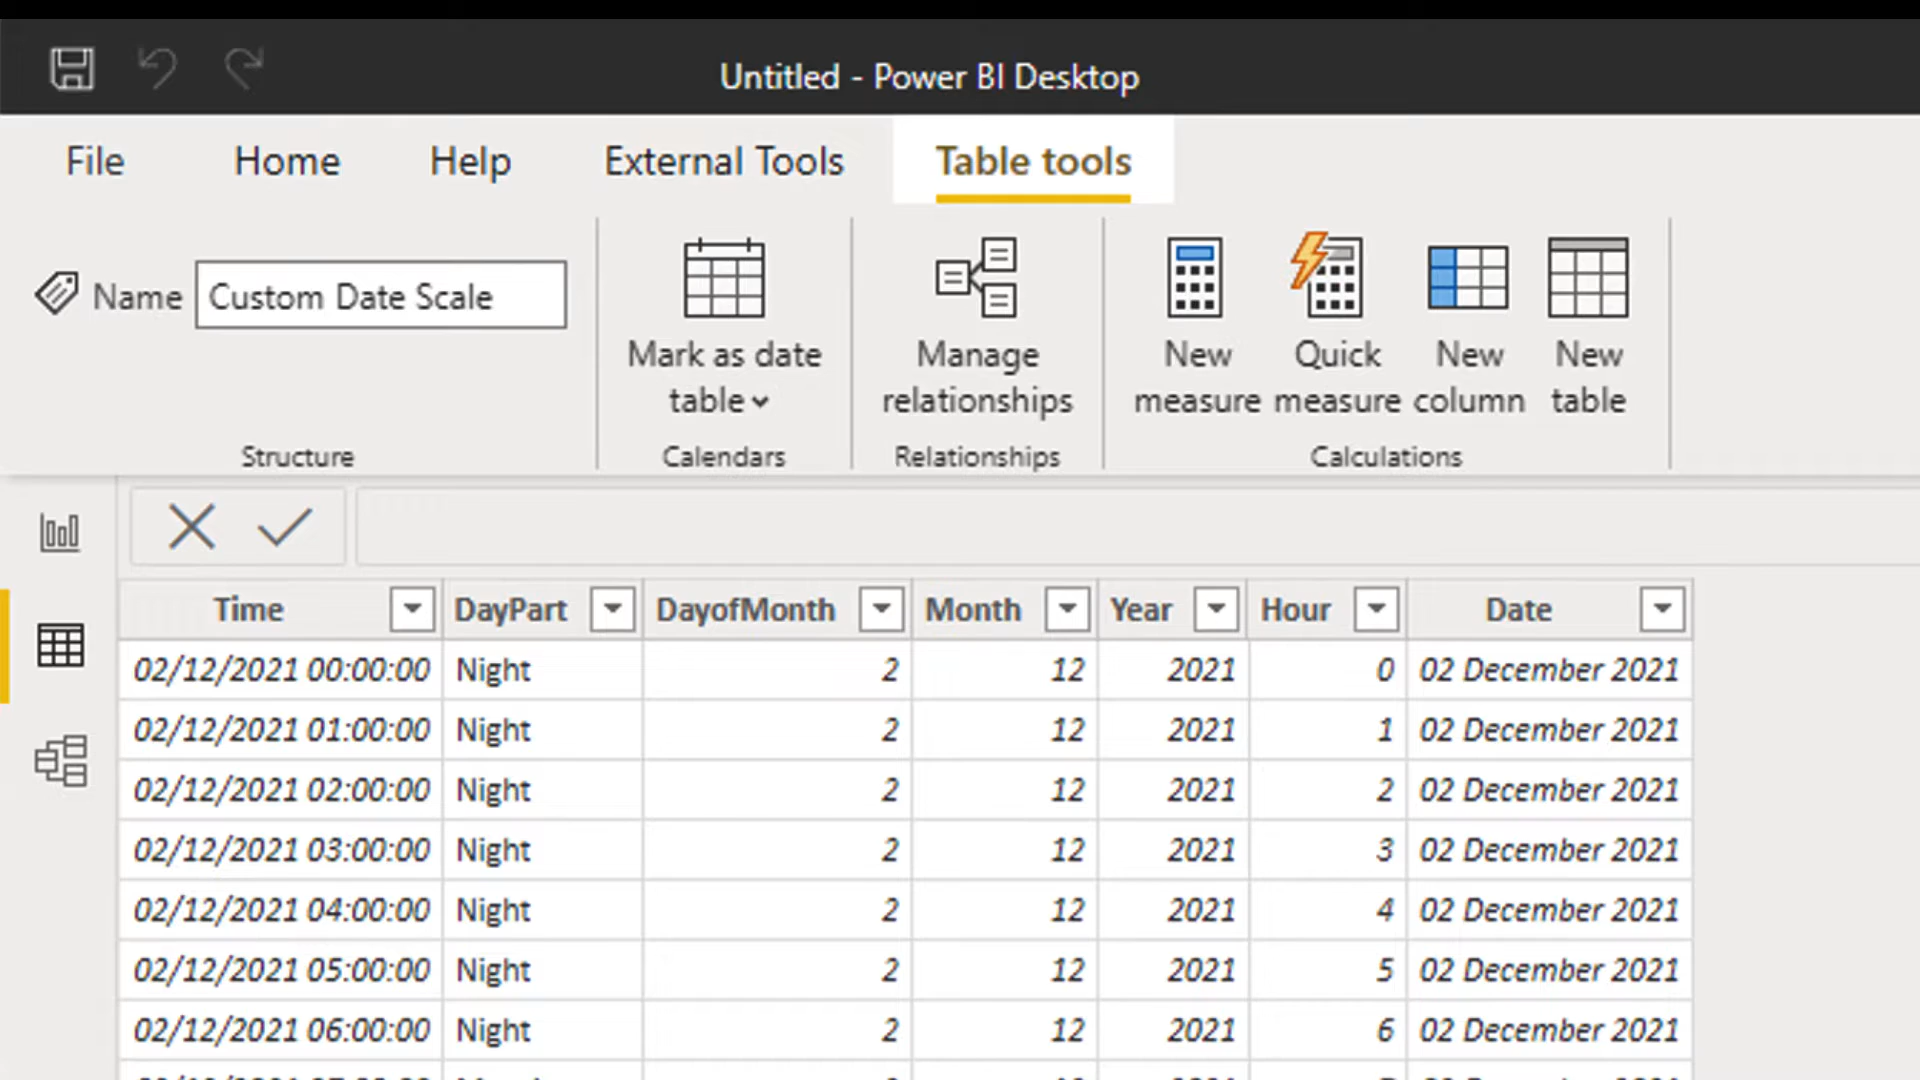 Untitled - Power BI Desktop
File Home Help External Tools Table tools
Name Custom Date Scale
Mark as date table
Manage relationships
New measure
Quick measure
New column
New table
Structure Calendars Relationships Calculations
Time DayPart DayofMonth Month Year Hour Date
02/12/2021 00:00:00 Night 2 12 2021 0 02 December 2021
02/12/2021 01:00:00 Night 2 12 2021 1 02 December 2021
02/12/2021 02:00:00 Night 2 12 2021 2 02 December 2021
02/12/2021 03:00:00 Night 2 12 2021 3 02 December 2021
02/12/2021 04:00:00 Night 2 12 2021 4 02 December 2021
02/12/2021 05:00:00 Night 2 12 2021 5 02 December 2021
02/12/2021 06:00:00 Night 2 12 2021 6 02 December 2021